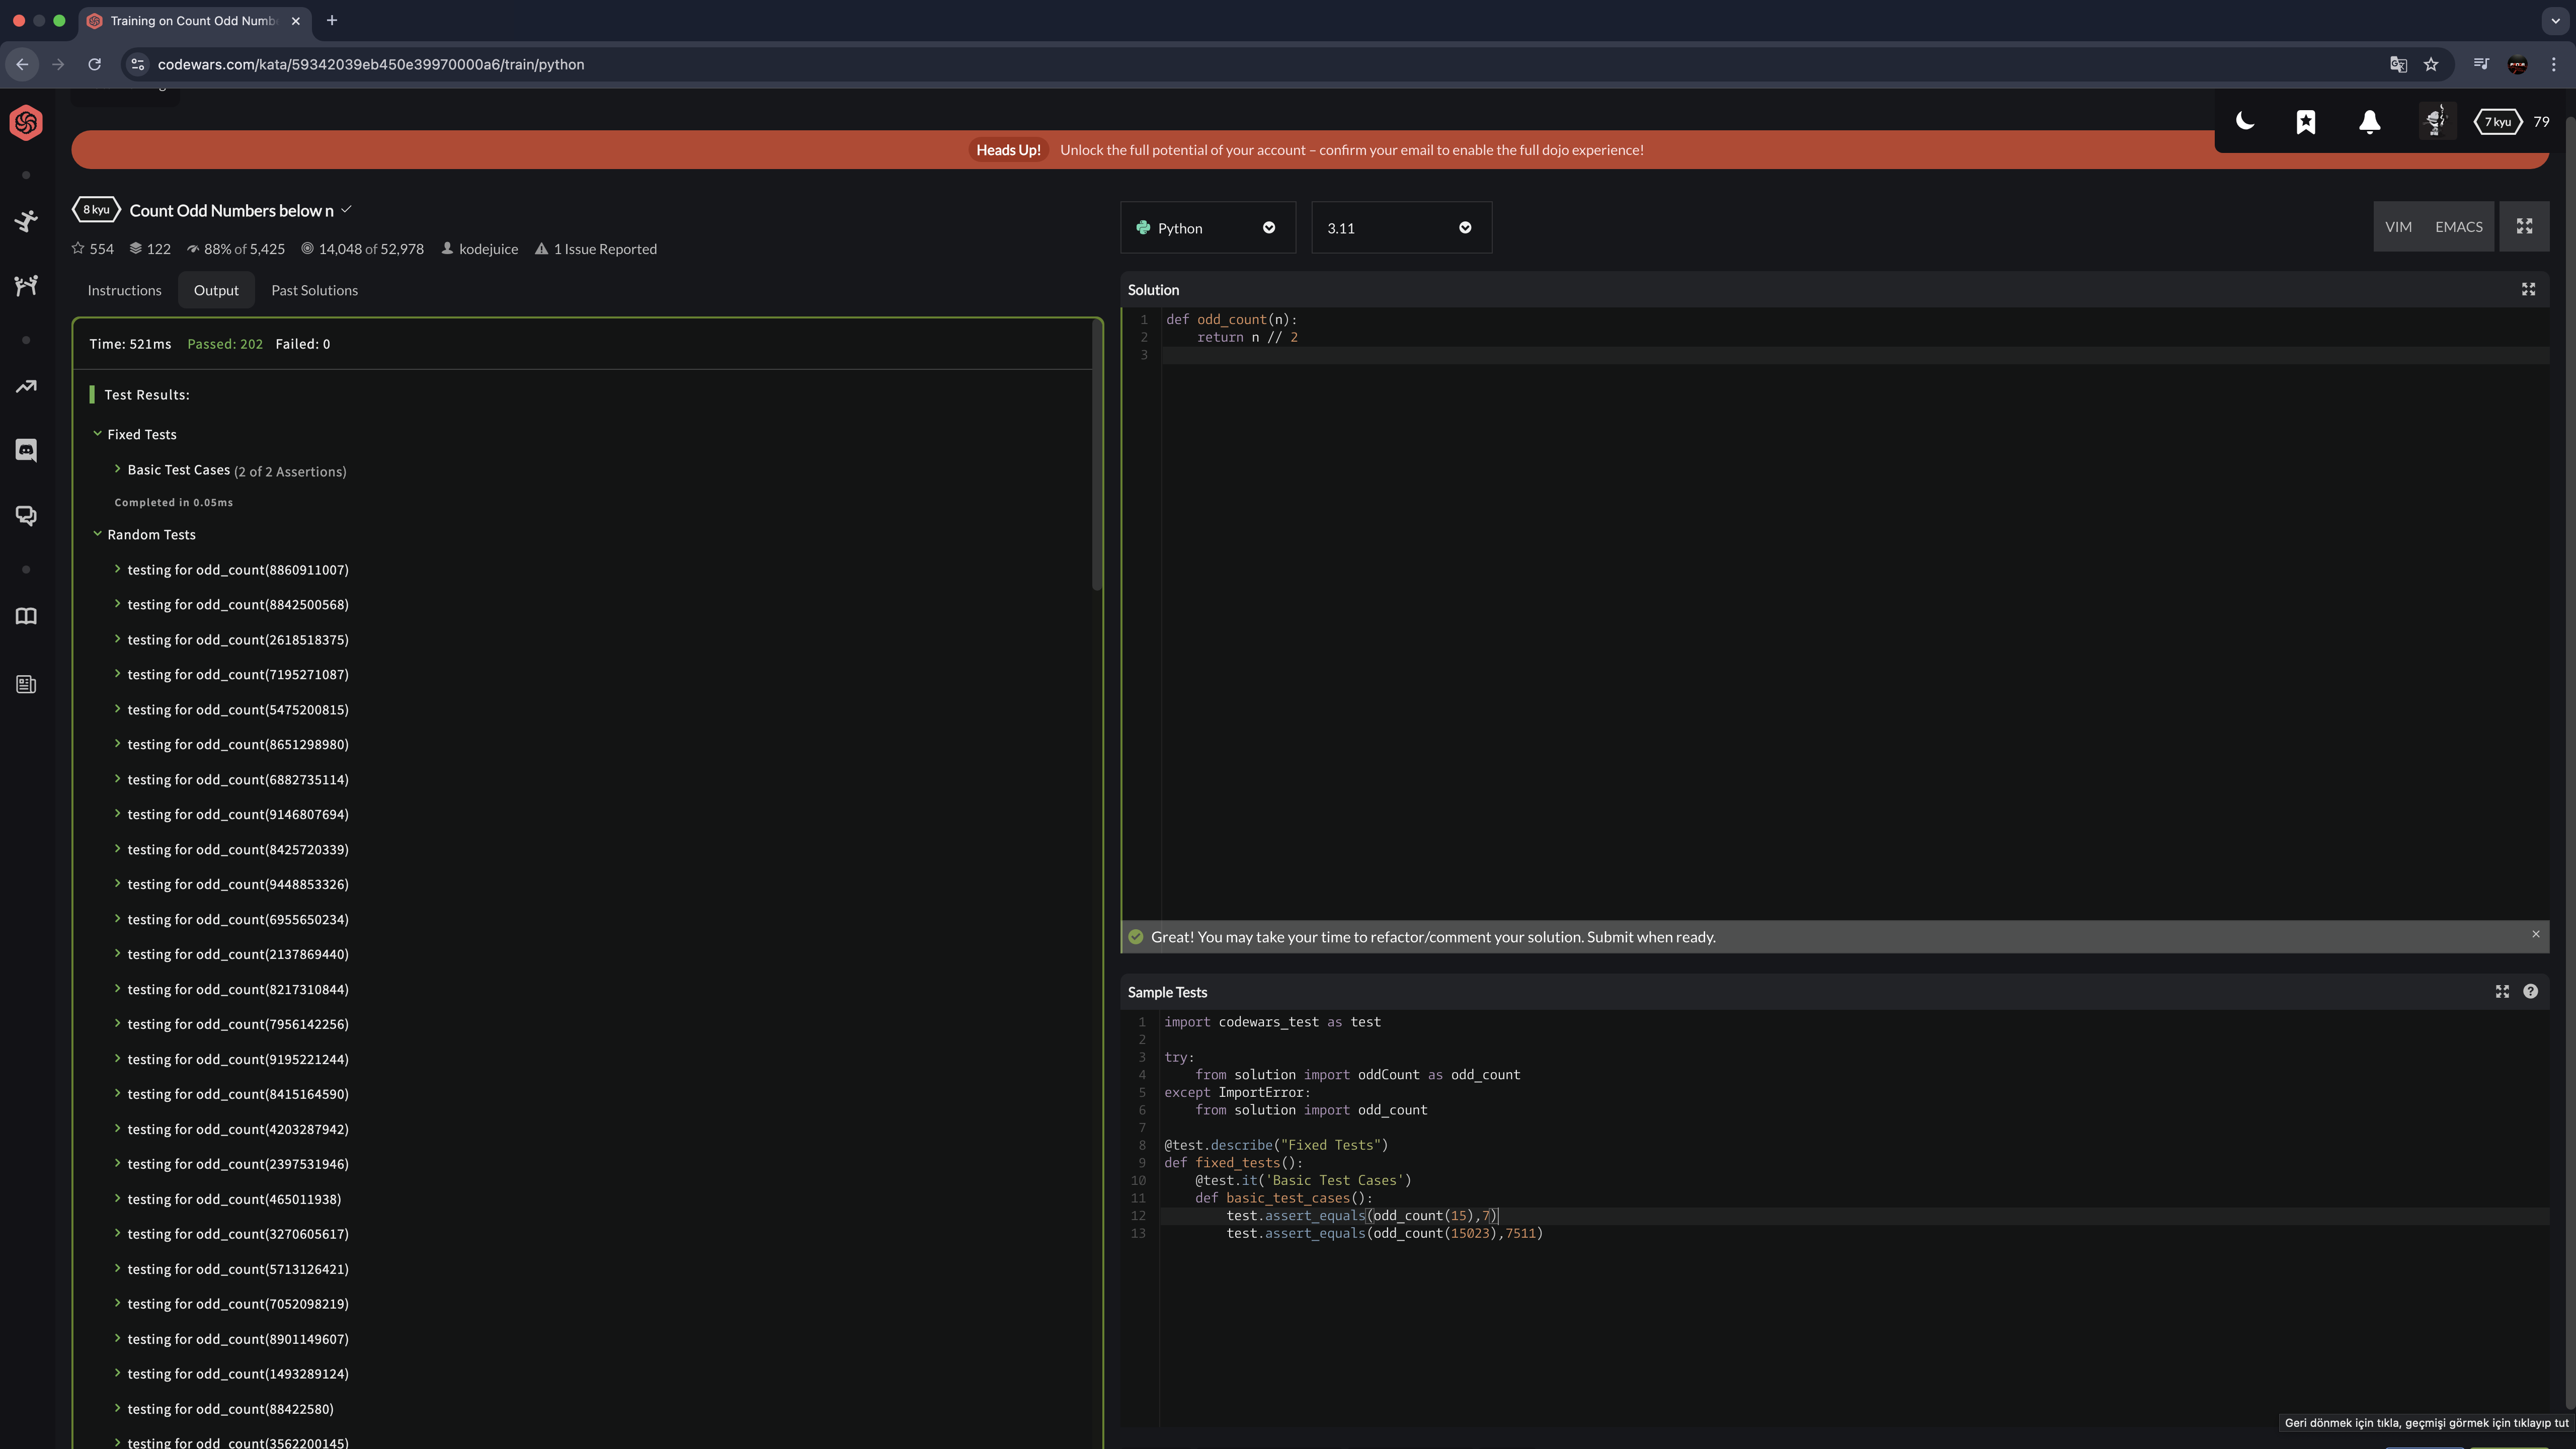 Training on Count Odd Numb
codewars.com/kata/59342039eb450e39970000a6/train/python
7 kyu 79
Heads Up! Unlock the full potential of your account – confirm your email to enable the full dojo experience!
8 kyu Count Odd Numbers below n
554 122 88% of 5,425 14,048 of 52,978 kodejuice 1 Issue Reported
Instructions Output Past Solutions
Time: 521ms Passed: 202 Failed: 0
Test Results:
Fixed Tests
Basic Test Cases (2 of 2 Assertions)
Completed in 0.05ms
Random Tests
testing for odd_count(8860911007)
testing for odd_count(8842500568)
testing for odd_count(2618518375)
testing for odd_count(7195271087)
testing for odd_count(5475200815)
testing for odd_count(8651298980)
testing for odd_count(6882735114)
testing for odd_count(9146807694)
testing for odd_count(8425720339)
testing for odd_count(9448853326)
testing for odd_count(6955650234)
testing for odd_count(2137869440)
testing for odd_count(8217310844)
testing for odd_count(7956142256)
testing for odd_count(9195221244)
testing for odd_count(8415164590)
testing for odd_count(4203287942)
testing for odd_count(2397531946)
testing for odd_count(465011938)
testing for odd_count(3270605617)
testing for odd_count(5713126421)
testing for odd_count(7052098219)
testing for odd_count(8901149607)
testing for odd_count(1493289124)
testing for odd_count(88422580)
testing for odd_count(3562200145)
Python 3.11 VIM EMACS
Solution
1 def odd_count(n):
2 return n // 2
3
Great! You may take your time to refactor/comment your solution. Submit when ready.
Sample Tests
1 import codewars_test as test
2
3 try:
4 from solution import oddCount as odd_count
5 except ImportError:
6 from solution import odd_count
7
8 @test.describe("Fixed Tests")
9 def fixed_tests():
10 @test.it('Basic Test Cases')
11 def basic_test_cases():
12 test.assert_equals(odd_count(15),7)
13 test.assert_equals(odd_count(15023),7511)
Geri dönmek için tıkla, geçmişi görmek için tıklayıp tut